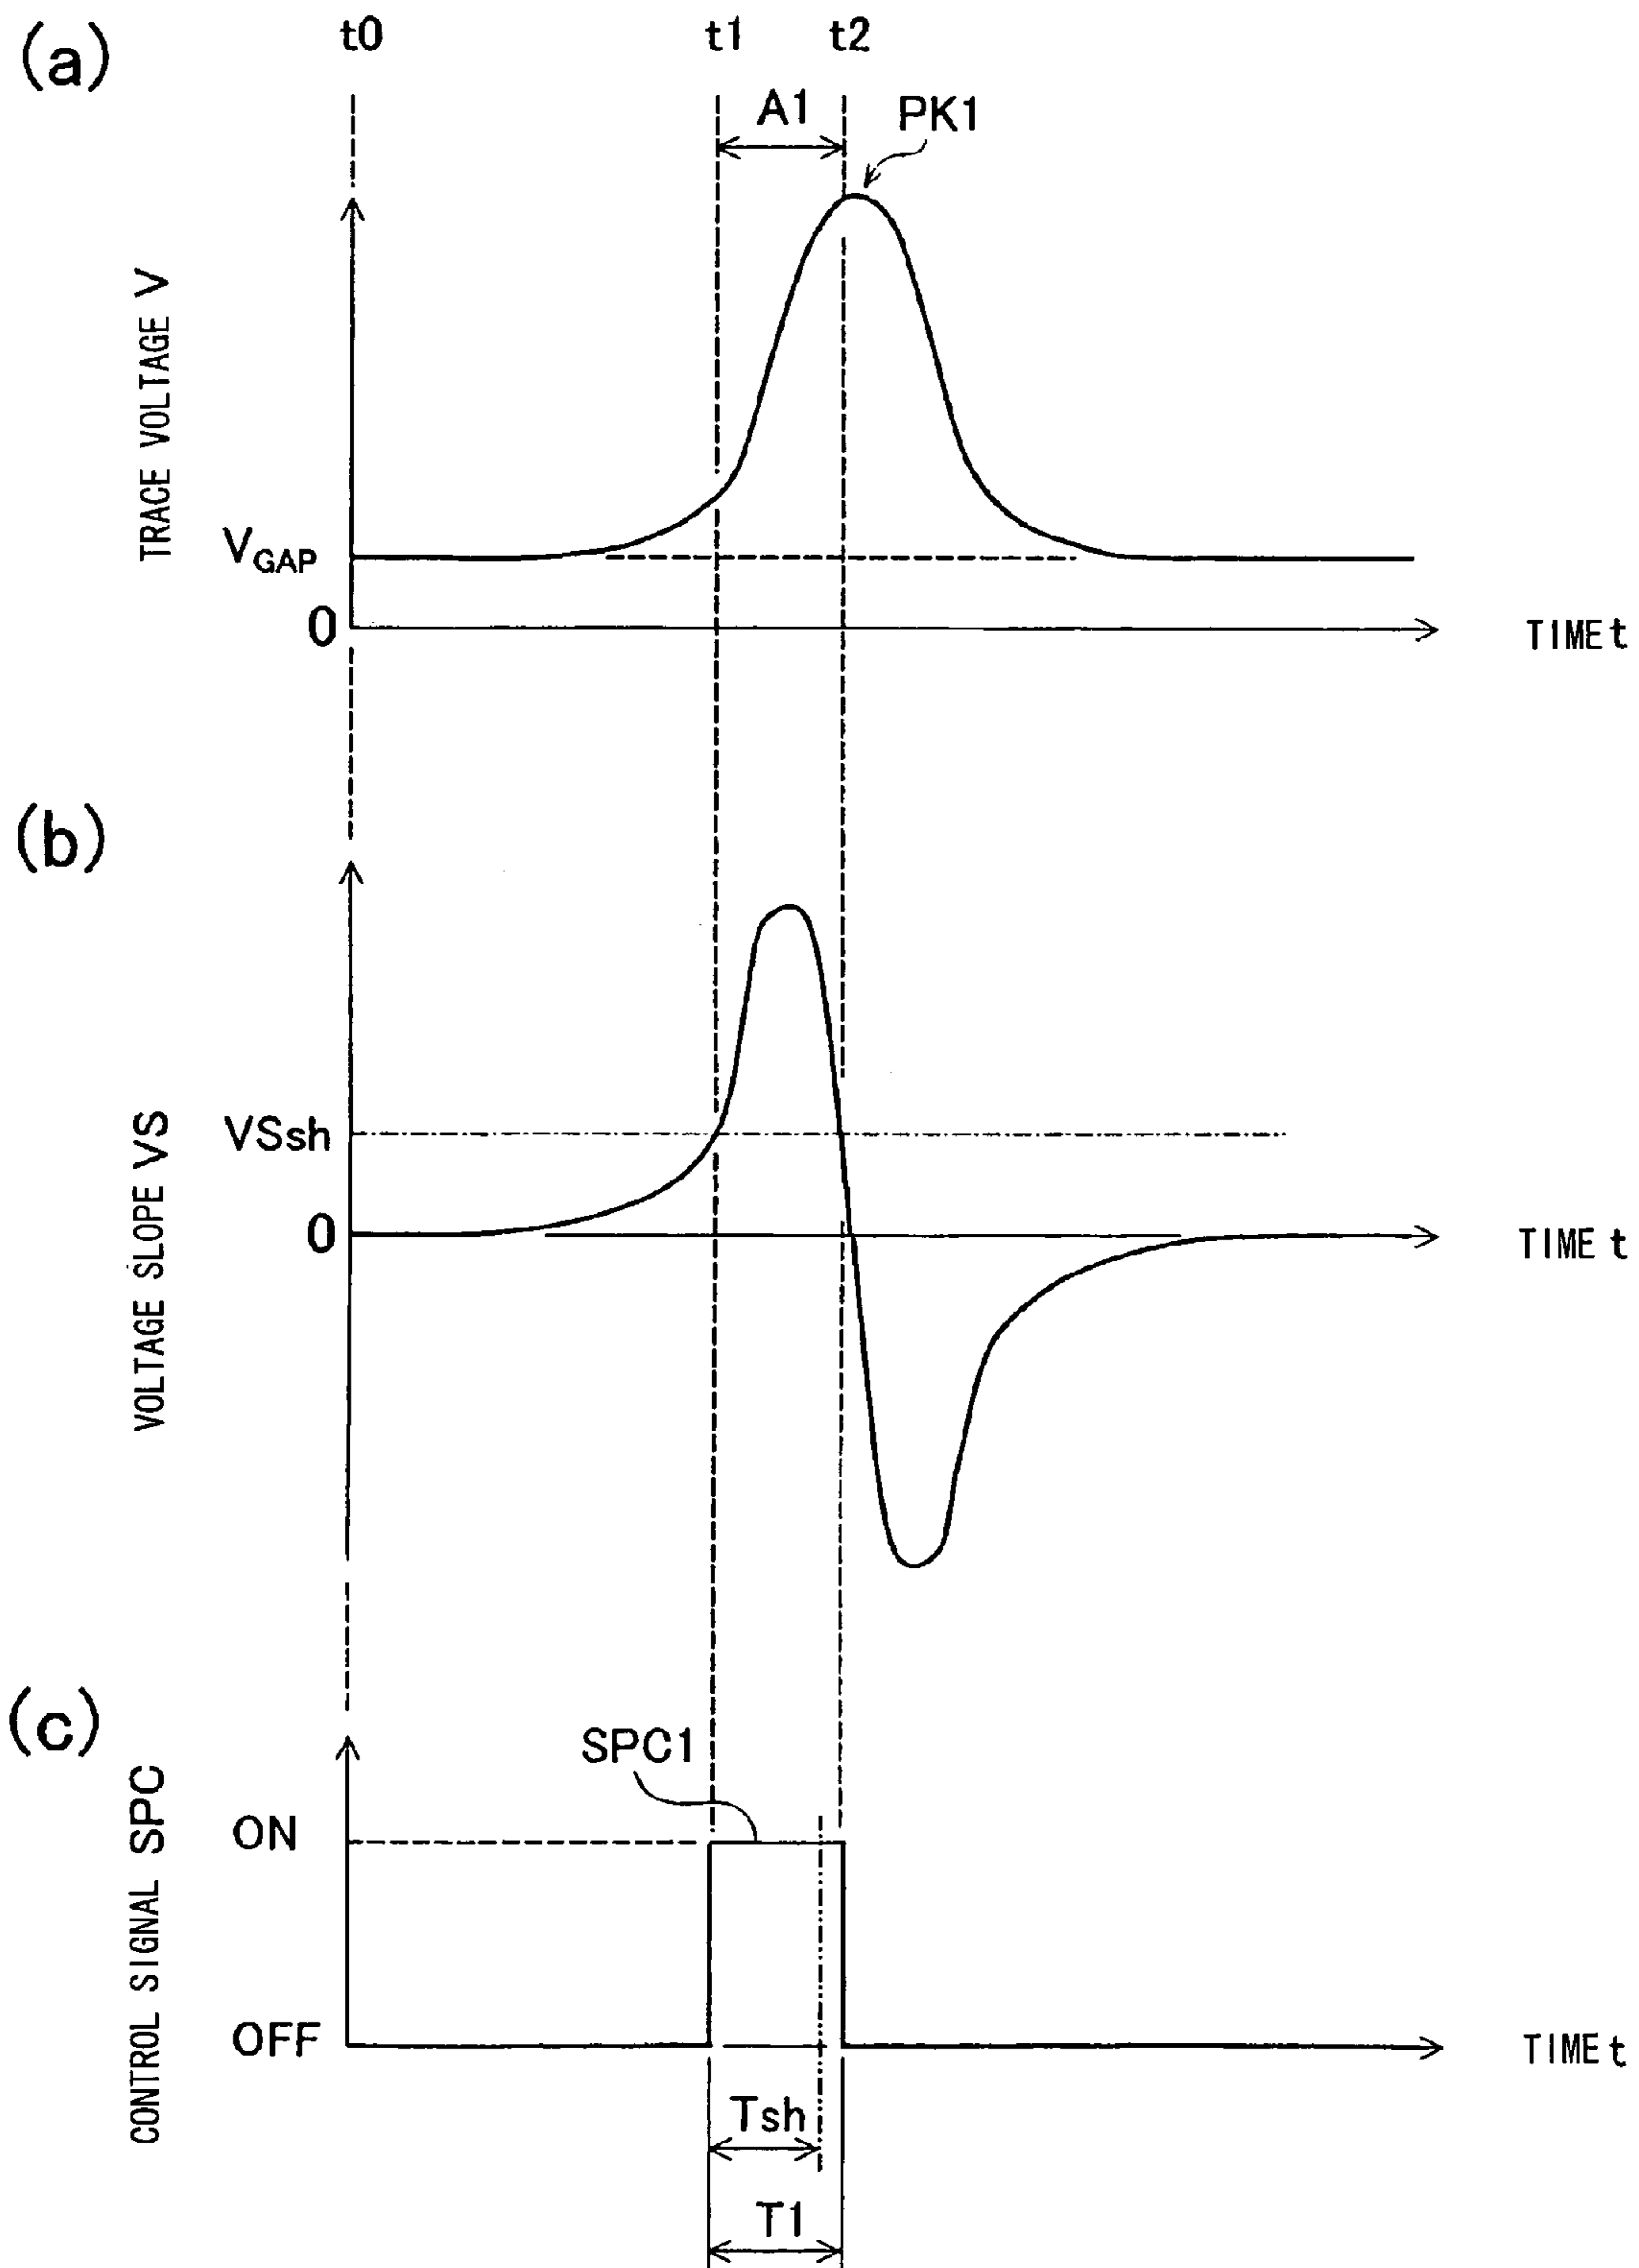 (a)
t0 t1 t2
A1
PK1
TRACE VOLTAGE V
VGAP
0
TIME t
(b)
VOLTAGE SLOPE VS
VSsh
0
TIME t
(c)
CONTROL SIGNAL SPC
SPC1
ON
OFF
TIME t
Tsh
T1